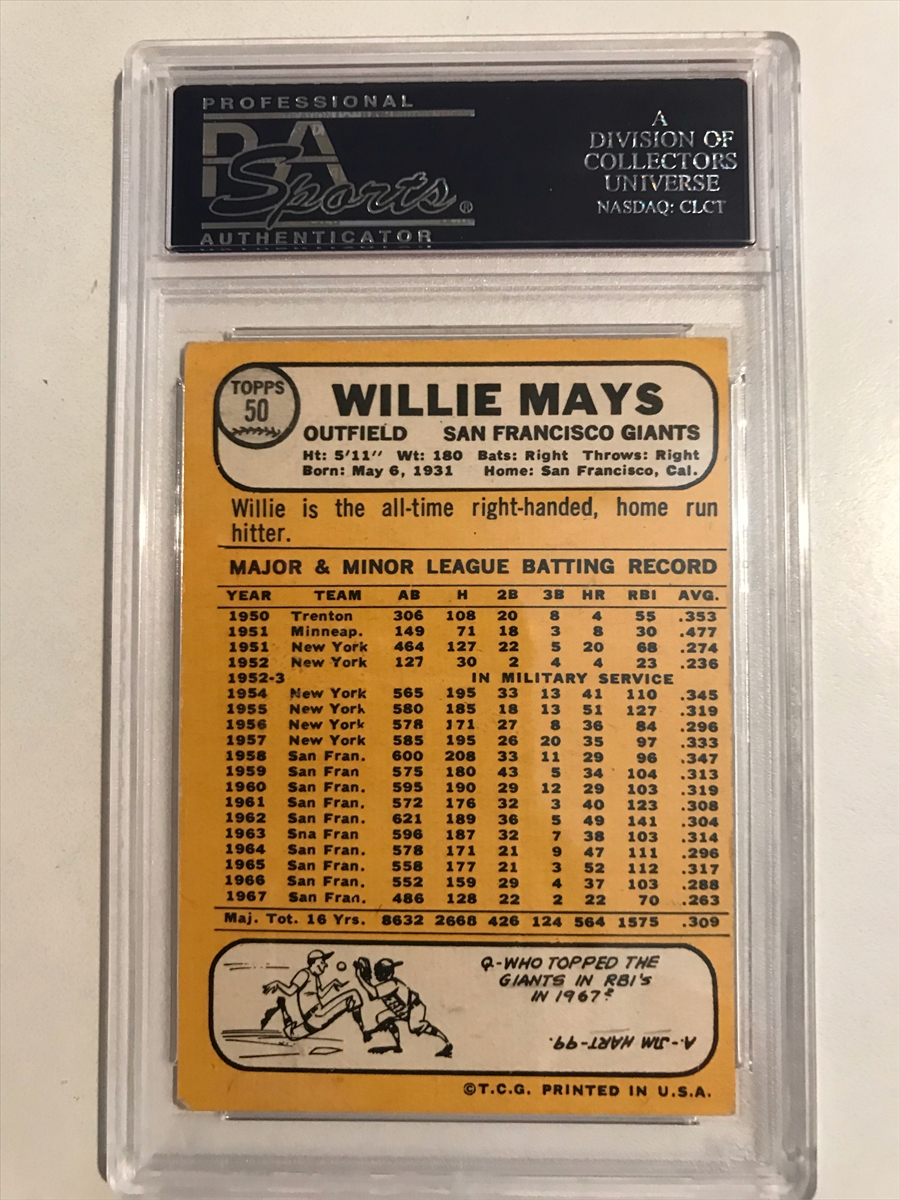 PROFESSIONAL
PSA
Sports®
AUTHENTICATOR
A
DIVISION OF
COLLECTORS
UNIVERSE
NASDAQ: CLCT
TOPPS
50
WILLIE MAYS
OUTFIELD SAN FRANCISCO GIANTS
Ht: 5'11" Wt: 180 Bats: Right Throws: Right
Born: May 6, 1931 Home: San Francisco, Cal.
Willie is the all-time right-handed, home run
hitter.
MAJOR & MINOR LEAGUE BATTING RECORD
YEAR TEAM AB H 2B 3B HR RBI AVG.
1950 Trenton 306 108 20 8 4 55 .353
1951 Minneap. 149 71 18 3 8 30 .477
1951 New York 464 127 22 5 20 68 .274
1952 New York 127 30 2 4 4 23 .236
1952-3 IN MILITARY SERVICE
1954 New York 565 195 33 13 41 110 .345
1955 New York 580 185 18 13 51 127 .319
1956 New York 578 171 27 8 36 84 .296
1957 New York 585 195 26 20 35 97 .333
1958 San Fran. 600 208 33 11 29 96 .347
1959 San Fran 575 180 43 5 34 104 .313
1960 San Fran. 595 190 29 12 29 103 .319
1961 San Fran. 572 176 32 3 40 123 .308
1962 San Fran. 621 189 36 5 49 141 .304
1963 Sna Fran 596 187 32 7 38 103 .314
1964 San Fran. 578 171 21 9 47 111 .296
1965 San Fran. 558 177 21 3 52 112 .317
1966 San Fran. 552 159 29 4 37 103 .288
1967 San Fran. 486 128 22 2 22 70 .263
Maj. Tot. 16 Yrs. 8632 2668 426 124 564 1575 .309
Q-WHO TOPPED THE
GIANTS IN RBI'S
IN 1967?
A.-JIM HART-99.
©T.C.G. PRINTED IN U.S.A.